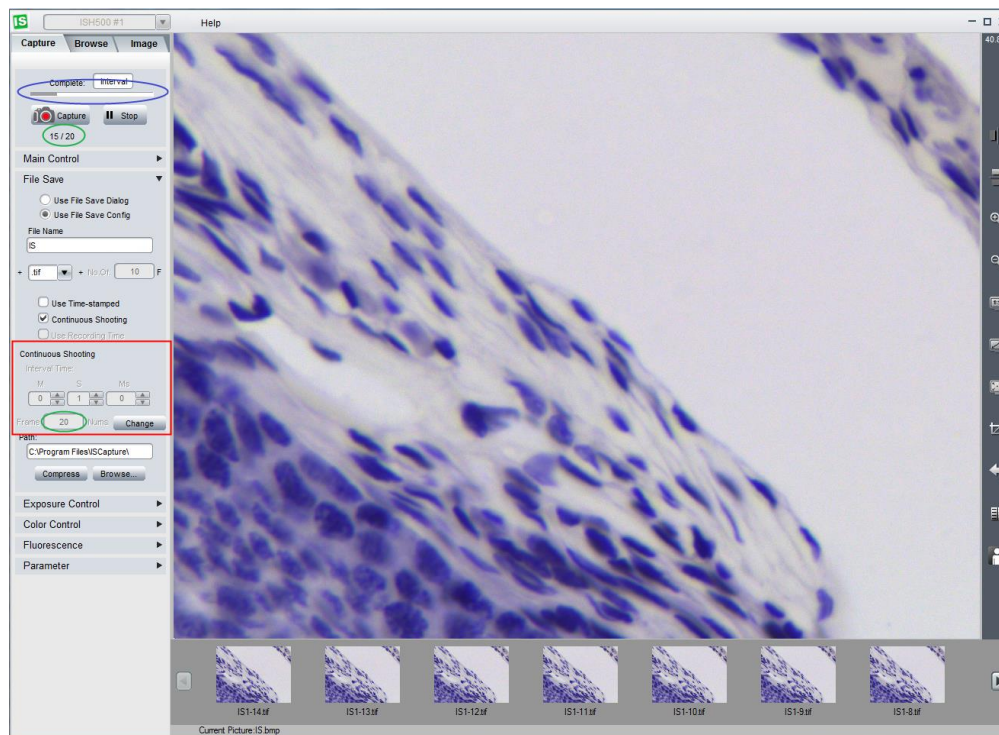 IS ISH500 #1 Help
Capture Browse Image
40.8
Complete: Interval
Capture Stop
15 / 20
Main Control
File Save
Use File Save Dialog
Use File Save Config
File Name
IS
+ .tif + No.Of 10 F
Use Time-stamped
Continuous Shooting
Use Recording Time
Continuous Shooting
Interval Time:
M S Ms
0 1 0
Frame 20 Nums Change
Path:
C:\Program Files\ISCapture\
Compress Browse...
Exposure Control
Color Control
Fluorescence
Parameter
IS1-14.tif IS1-13.tif IS1-12.tif IS1-11.tif IS1-10.tif IS1-9.tif IS1-8.tif
Current Picture:IS.bmp